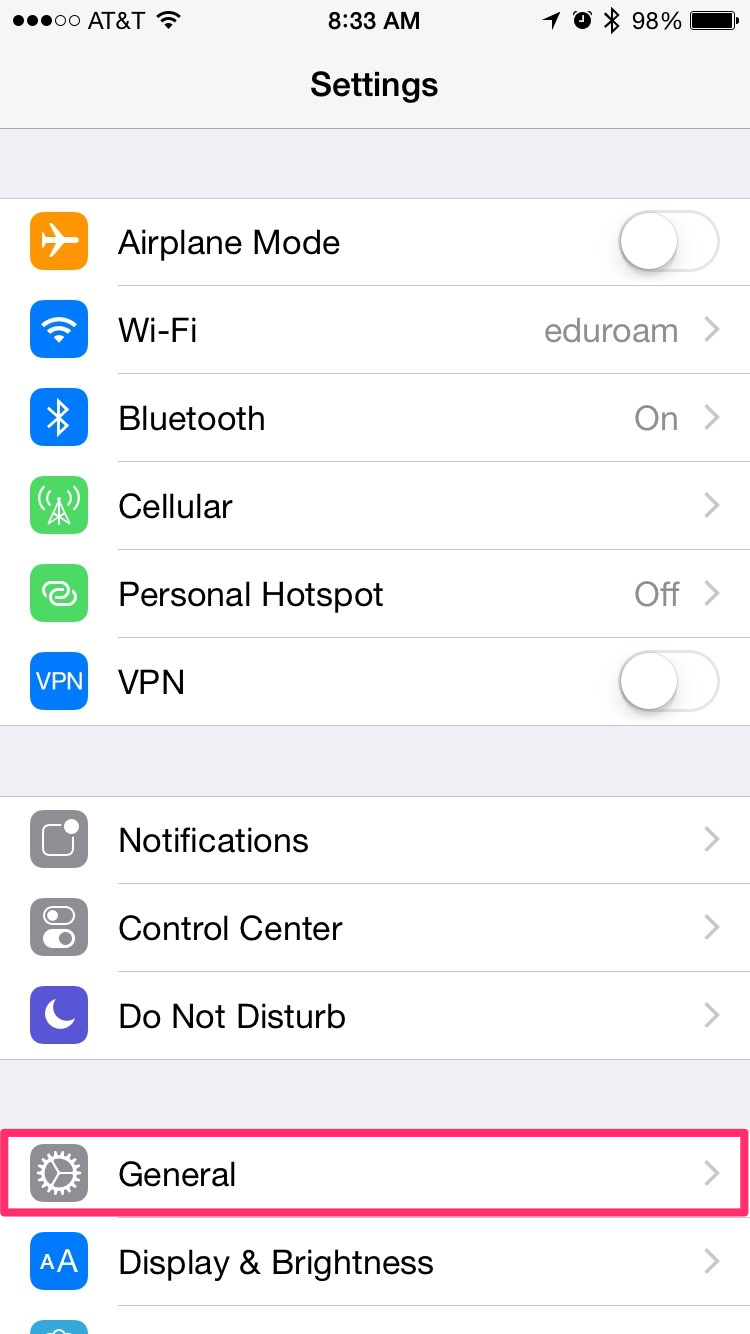 AT&T 8:33 AM 98%
Settings
Airplane Mode
Wi-Fi eduroam
Bluetooth On
Cellular
Personal Hotspot Off
VPN VPN
Notifications
Control Center
Do Not Disturb
General
AA Display & Brightness